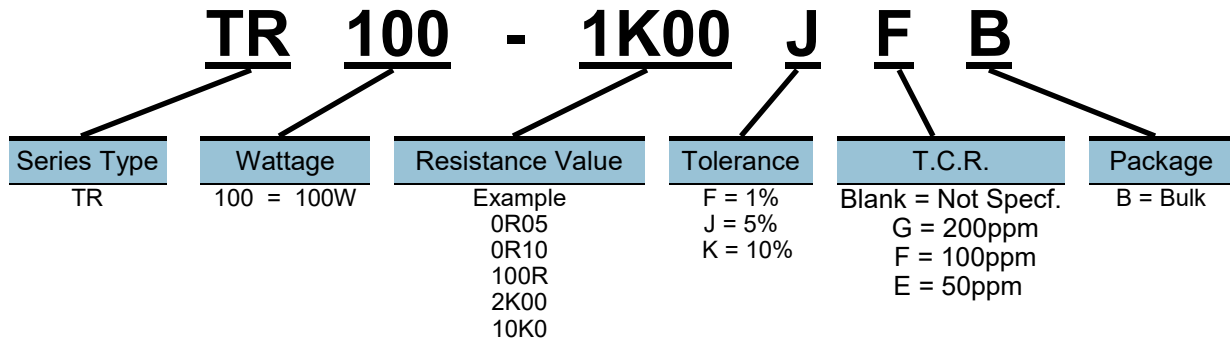 TR 100 - 1K00 J F B
Series Type
TR
Wattage
100 = 100W
Resistance Value
Example
0R05
0R10
100R
2K00
10K0
Tolerance
F = 1%
J = 5%
K = 10%
T.C.R.
Blank = Not Specf.
G = 200ppm
F = 100ppm
E = 50ppm
Package
B = Bulk